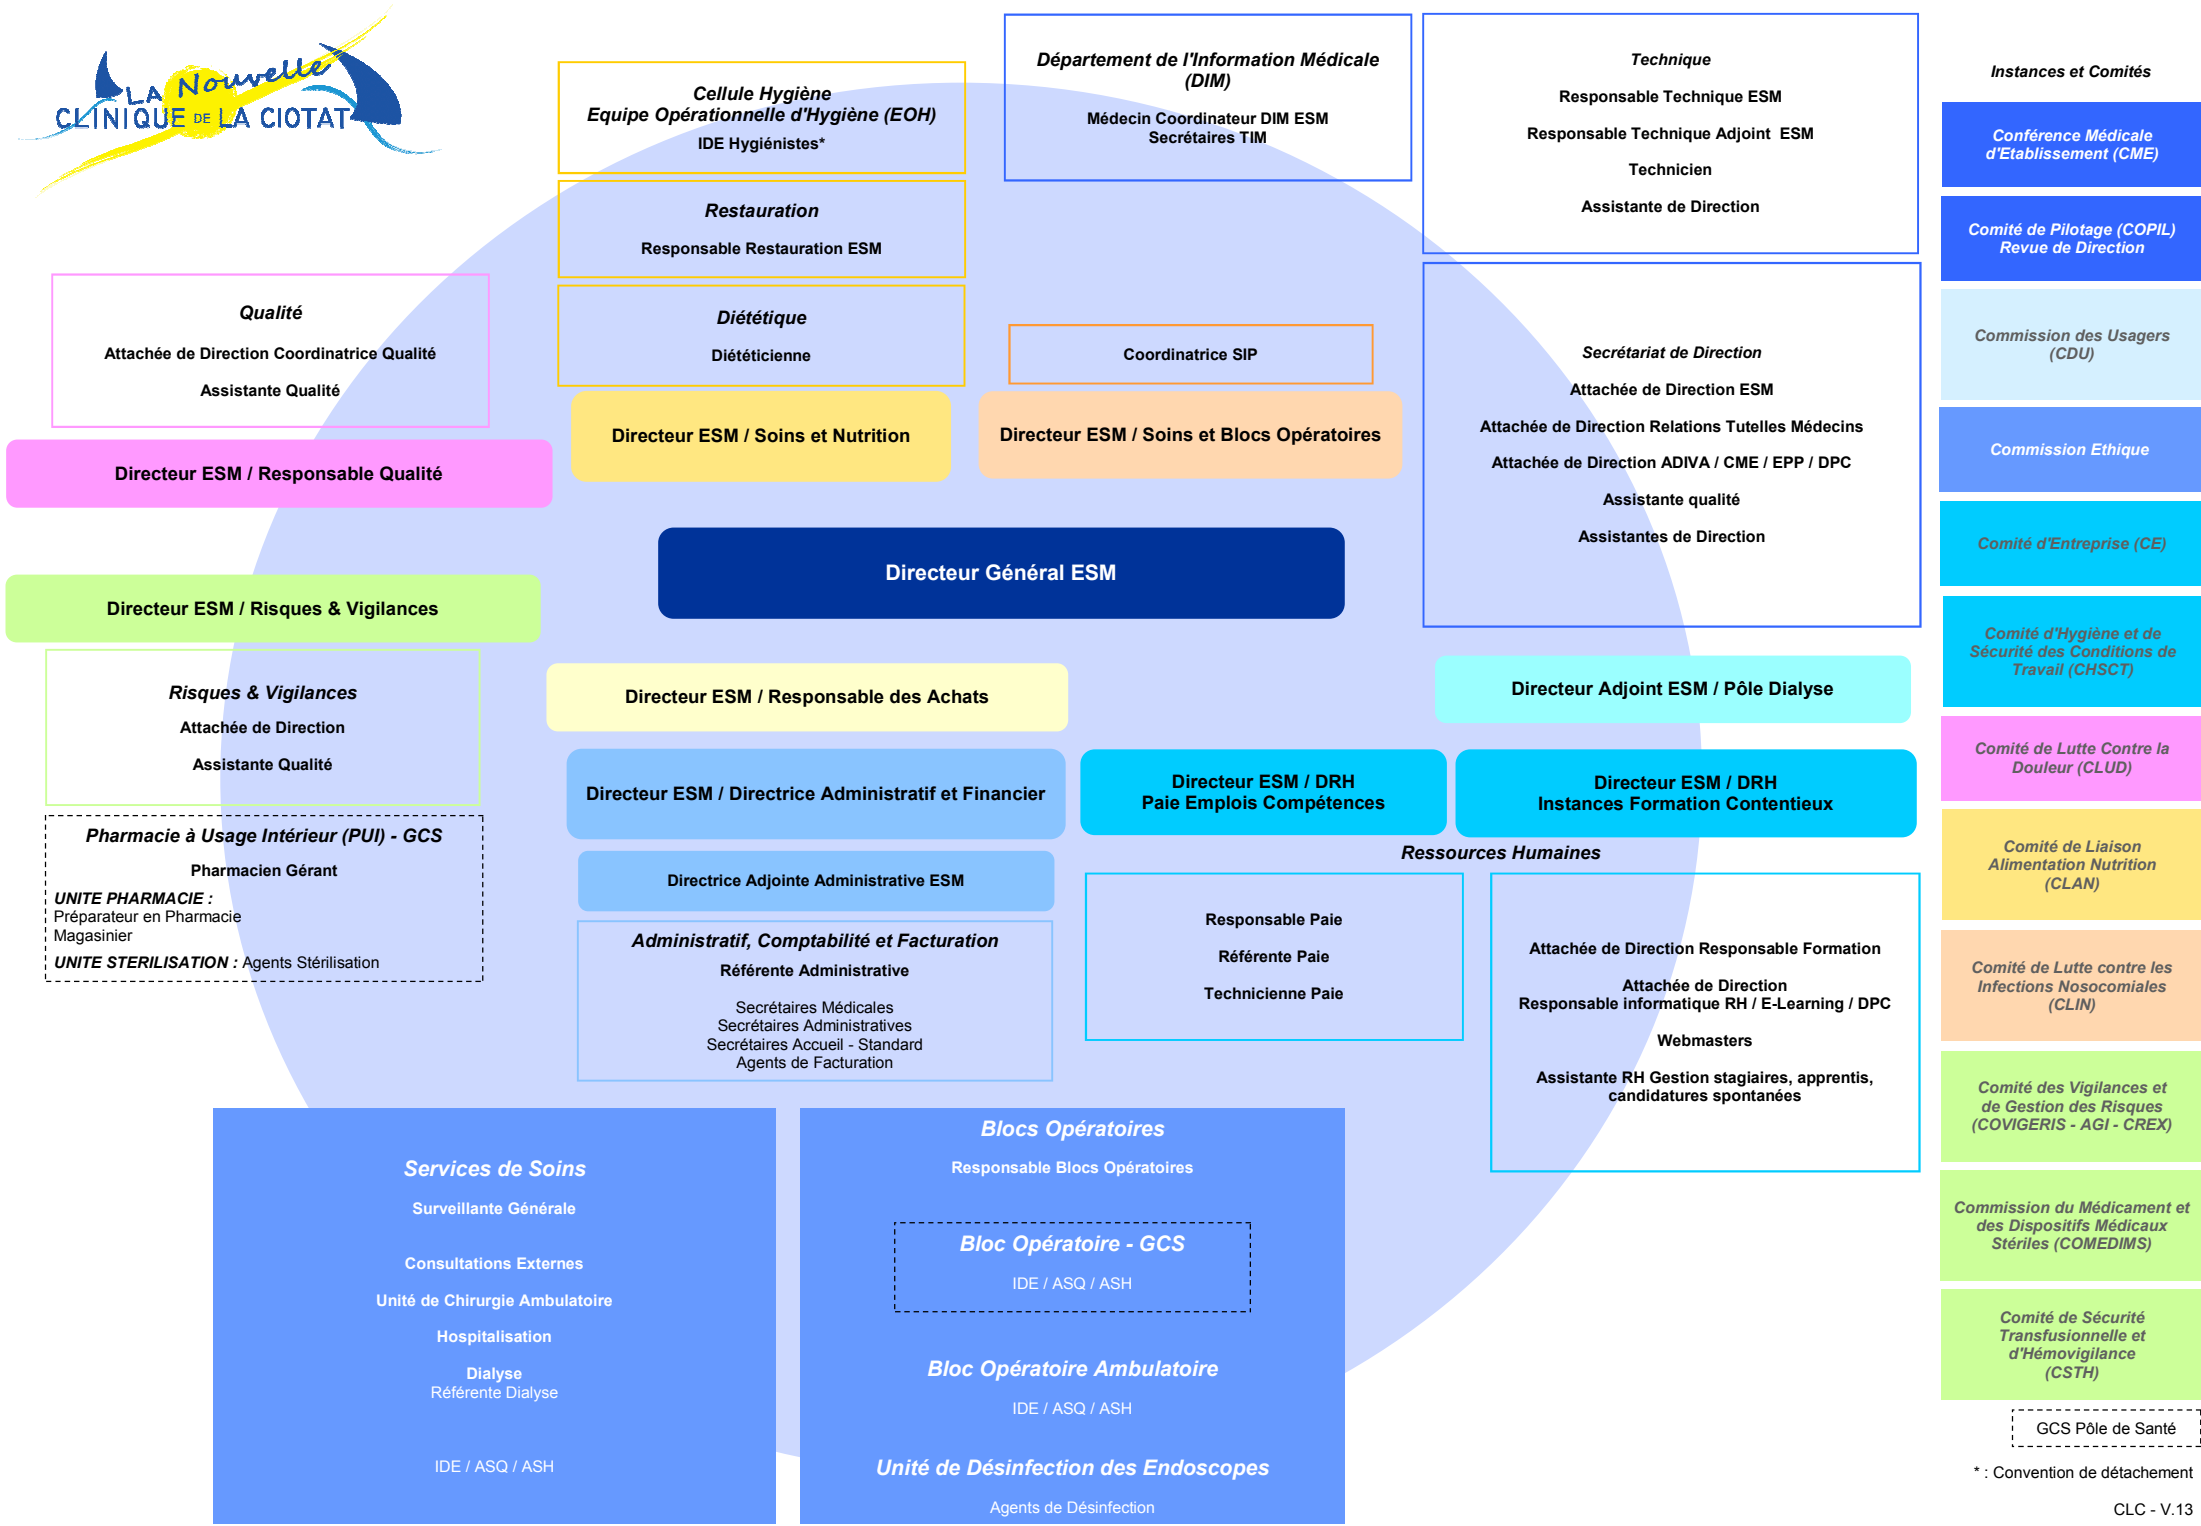 LA Nouvelle
CLINIQUE DE LA CIOTAT
Cellule Hygiène
Equipe Opérationnelle d'Hygiène (EOH)
IDE Hygiénistes*
Restauration
Responsable Restauration ESM
Diététique
Diététicienne
Directeur ESM / Soins et Nutrition
Département de l'Information Médicale
(DIM)
Médecin Coordinateur DIM ESM
Secrétaires TIM
Coordinatrice SIP
Directeur ESM / Soins et Blocs Opératoires
Technique
Responsable Technique ESM
Responsable Technique Adjoint  ESM
Technicien
Assistante de Direction
Secrétariat de Direction
Attachée de Direction ESM
Attachée de Direction Relations Tutelles Médecins
Attachée de Direction ADIVA / CME / EPP / DPC
Assistante qualité
Assistantes de Direction
Qualité
Attachée de Direction Coordinatrice Qualité
Assistante Qualité
Directeur ESM / Responsable Qualité
Directeur Général ESM
Directeur ESM / Risques & Vigilances
Risques & Vigilances
Attachée de Direction
Assistante Qualité
Pharmacie à Usage Intérieur (PUI) - GCS
Pharmacien Gérant
UNITE PHARMACIE :
Préparateur en Pharmacie
Magasinier
UNITE STERILISATION : Agents Stérilisation
Directeur ESM / Responsable des Achats
Directeur ESM / Directrice Administratif et Financier
Directrice Adjointe Administrative ESM
Administratif, Comptabilité et Facturation
Référente Administrative
Secrétaires Médicales
Secrétaires Administratives
Secrétaires Accueil - Standard
Agents de Facturation
Directeur Adjoint ESM / Pôle Dialyse
Directeur ESM / DRH
Paie Emplois Compétences
Directeur ESM / DRH
Instances Formation Contentieux
Ressources Humaines
Responsable Paie
Référente Paie
Technicienne Paie
Attachée de Direction Responsable Formation
Attachée de Direction
Responsable informatique RH / E-Learning / DPC
Webmasters
Assistante RH Gestion stagiaires, apprentis,
candidatures spontanées
Services de Soins
Surveillante Générale
Consultations Externes
Unité de Chirurgie Ambulatoire
Hospitalisation
Dialyse
Référente Dialyse
IDE / ASQ / ASH
Blocs Opératoires
Responsable Blocs Opératoires
Bloc Opératoire - GCS
IDE / ASQ / ASH
Bloc Opératoire Ambulatoire
IDE / ASQ / ASH
Unité de Désinfection des Endoscopes
Agents de Désinfection
Instances et Comités
Conférence Médicale
d'Etablissement (CME)
Comité de Pilotage (COPIL)
Revue de Direction
Commission des Usagers
(CDU)
Commission Ethique
Comité d'Entreprise (CE)
Comité d'Hygiène et de
Sécurité des Conditions de
Travail (CHSCT)
Comité de Lutte Contre la
Douleur (CLUD)
Comité de Liaison
Alimentation Nutrition
(CLAN)
Comité de Lutte contre les
Infections Nosocomiales
(CLIN)
Comité des Vigilances et
de Gestion des Risques
(COVIGERIS - AGI - CREX)
Commission du Médicament et
des Dispositifs Médicaux
Stériles (COMEDIMS)
Comité de Sécurité
Transfusionnelle et
d'Hémovigilance
(CSTH)
GCS Pôle de Santé
* : Convention de détachement
CLC - V.13